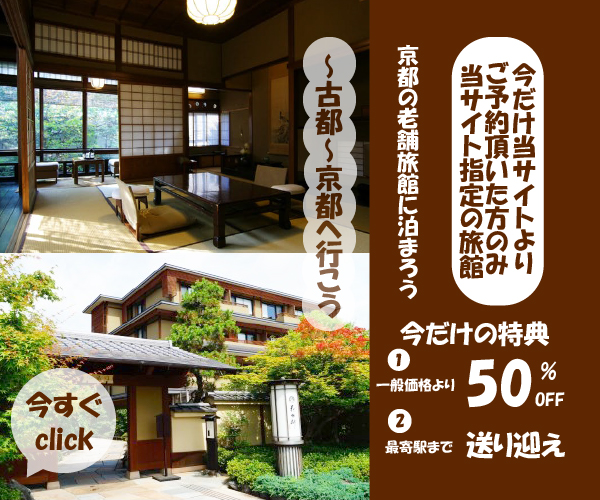 今だけ当サイトより
ご予約頂いた方のみ
当サイト指定の旅館
京都の老舗旅館に泊まろう
～古都～京都へ行こう
今だけの特典
1
一般価格より
50%
OFF
2
最寄駅まで
送り迎え
今すぐ
click